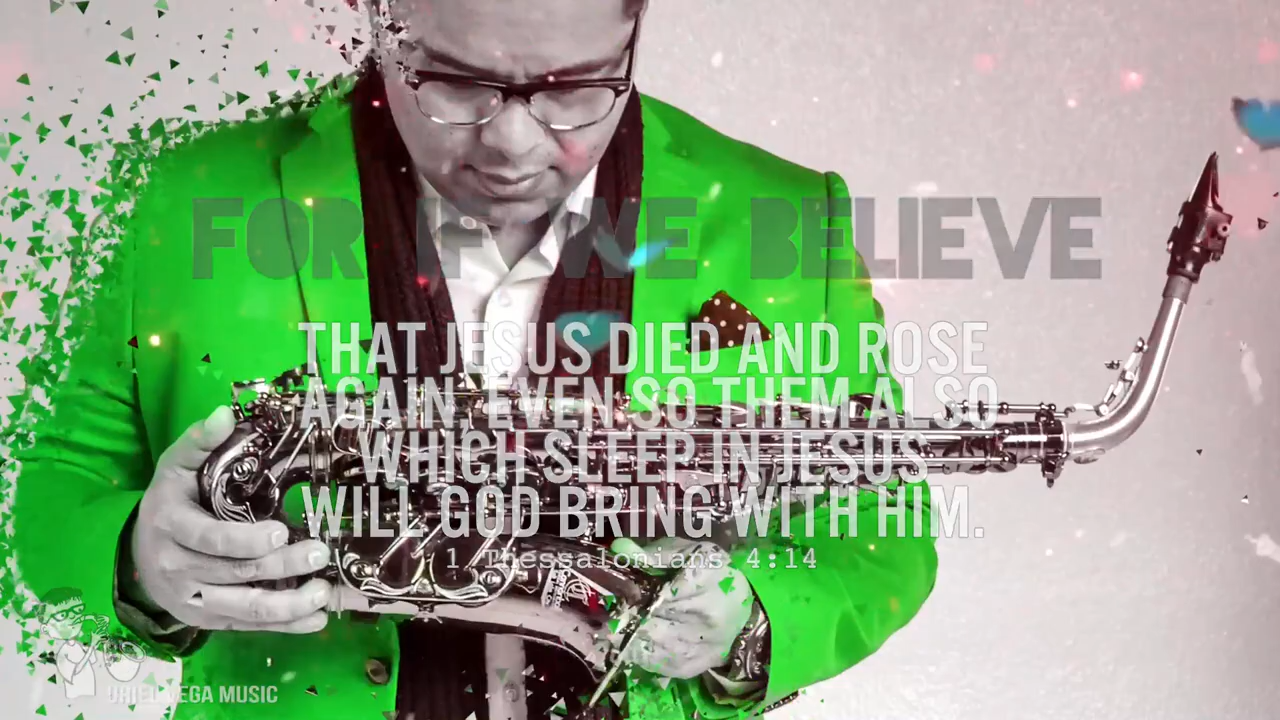 FOR IF WE BELIEVE
THAT JESUS DIED AND ROSE
AGAIN, EVEN SO THEM ALSO
WHICH SLEEP IN JESUS
WILL GOD BRING WITH HIM.
1 Thessalonians 4:14
URIEL VEGA MUSIC